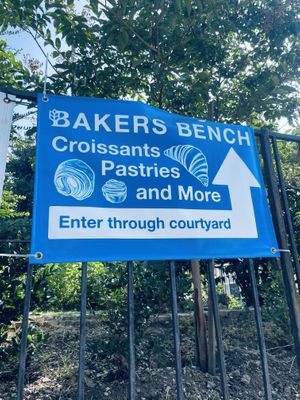 BAKERS BENCH
Croissants
Pastries
and More
Enter through courtyard